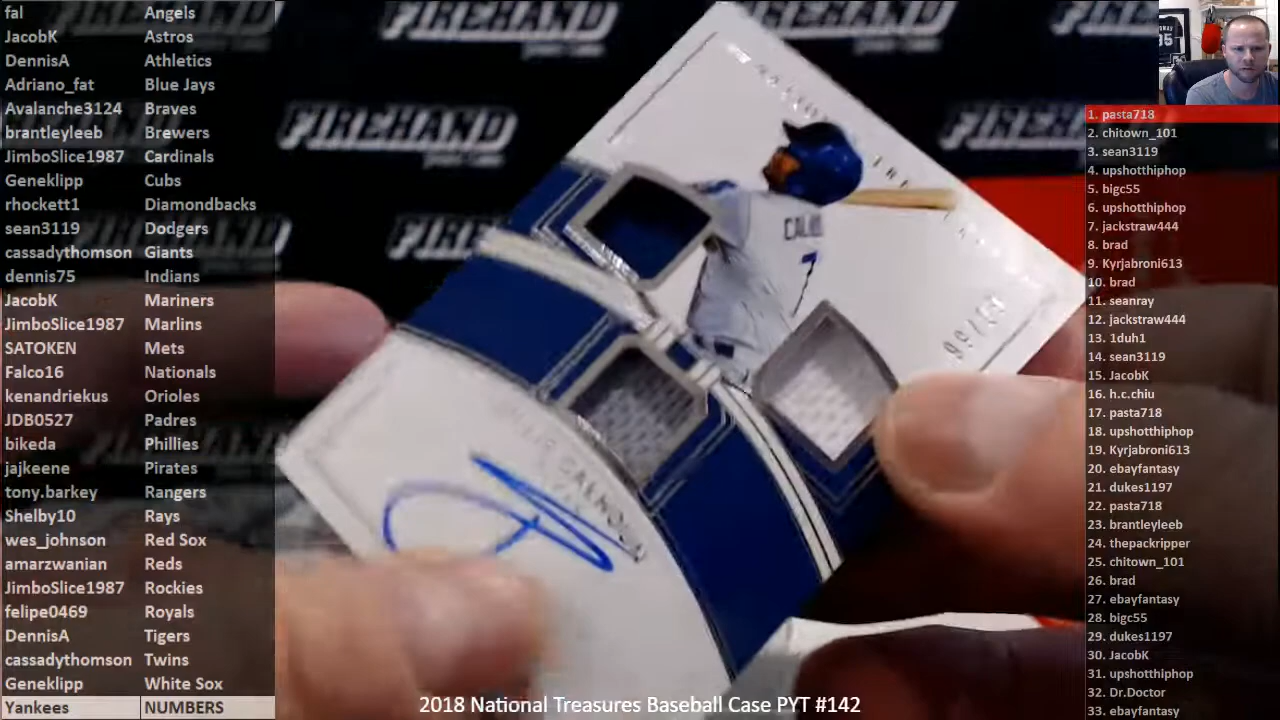 fal Angels
JacobK Astros
DennisA Athletics
Adriano_fat Blue Jays
Avalanche3124 Braves
brantleyleeb Brewers
JimboSlice1987 Cardinals
Geneklipp Cubs
rhockett1 Diamondbacks
sean3119 Dodgers
cassadythomson Giants
dennis75 Indians
JacobK Mariners
JimboSlice1987 Marlins
SATOKEN Mets
Falco16 Nationals
kenandriekus Orioles
JDB0527 Padres
bikeda Phillies
jajkeene Pirates
tony.barkey Rangers
Shelby10 Rays
wes_johnson Red Sox
amarzwanian Reds
JimboSlice1987 Rockies
felipe0469 Royals
DennisA Tigers
cassadythomson Twins
Geneklipp White Sox
Yankees NUMBERS
FIREHAND
FIREHAND
FIREHAND
FIREHAND
CALHOUN
7
2018 National Treasures Baseball Case PYT #142
1. pasta718
2. chitown_101
3. sean3119
4. upshotthiphop
5. bigc55
6. upshotthiphop
7. jackstraw444
8. brad
9. Kyrjabroni613
10. brad
11. seanray
12. jackstraw444
13. 1duh1
14. sean3119
15. JacobK
16. h.c.chiu
17. pasta718
18. upshotthiphop
19. Kyrjabroni613
20. ebayfantasy
21. dukes1197
22. pasta718
23. brantleyleeb
24. thepackripper
25. chitown_101
26. brad
27. ebayfantasy
28. bigc55
29. dukes1197
30. JacobK
31. upshotthiphop
32. Dr.Doctor
33. ebayfantasy